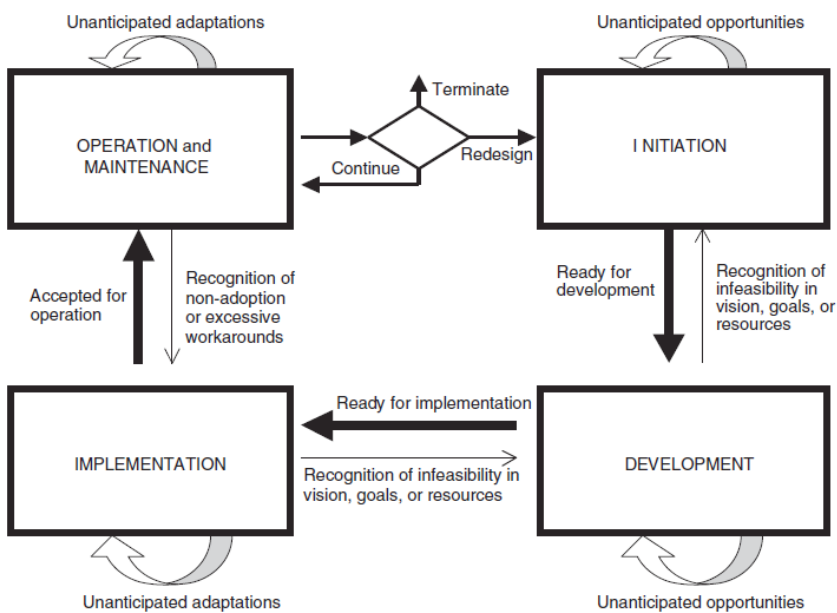 Unanticipated adaptations
Unanticipated opportunities
OPERATION and
MAINTENANCE
Terminate
Continue
Redesign
I NITIATION
Accepted for
operation
Recognition of
non-adoption
or excessive
workarounds
Ready for
development
Recognition of
infeasibility in
vision, goals, or
resources
IMPLEMENTATION
Ready for implementation
Recognition of infeasibility in
vision, goals, or resources
DEVELOPMENT
Unanticipated adaptations
Unanticipated opportunities